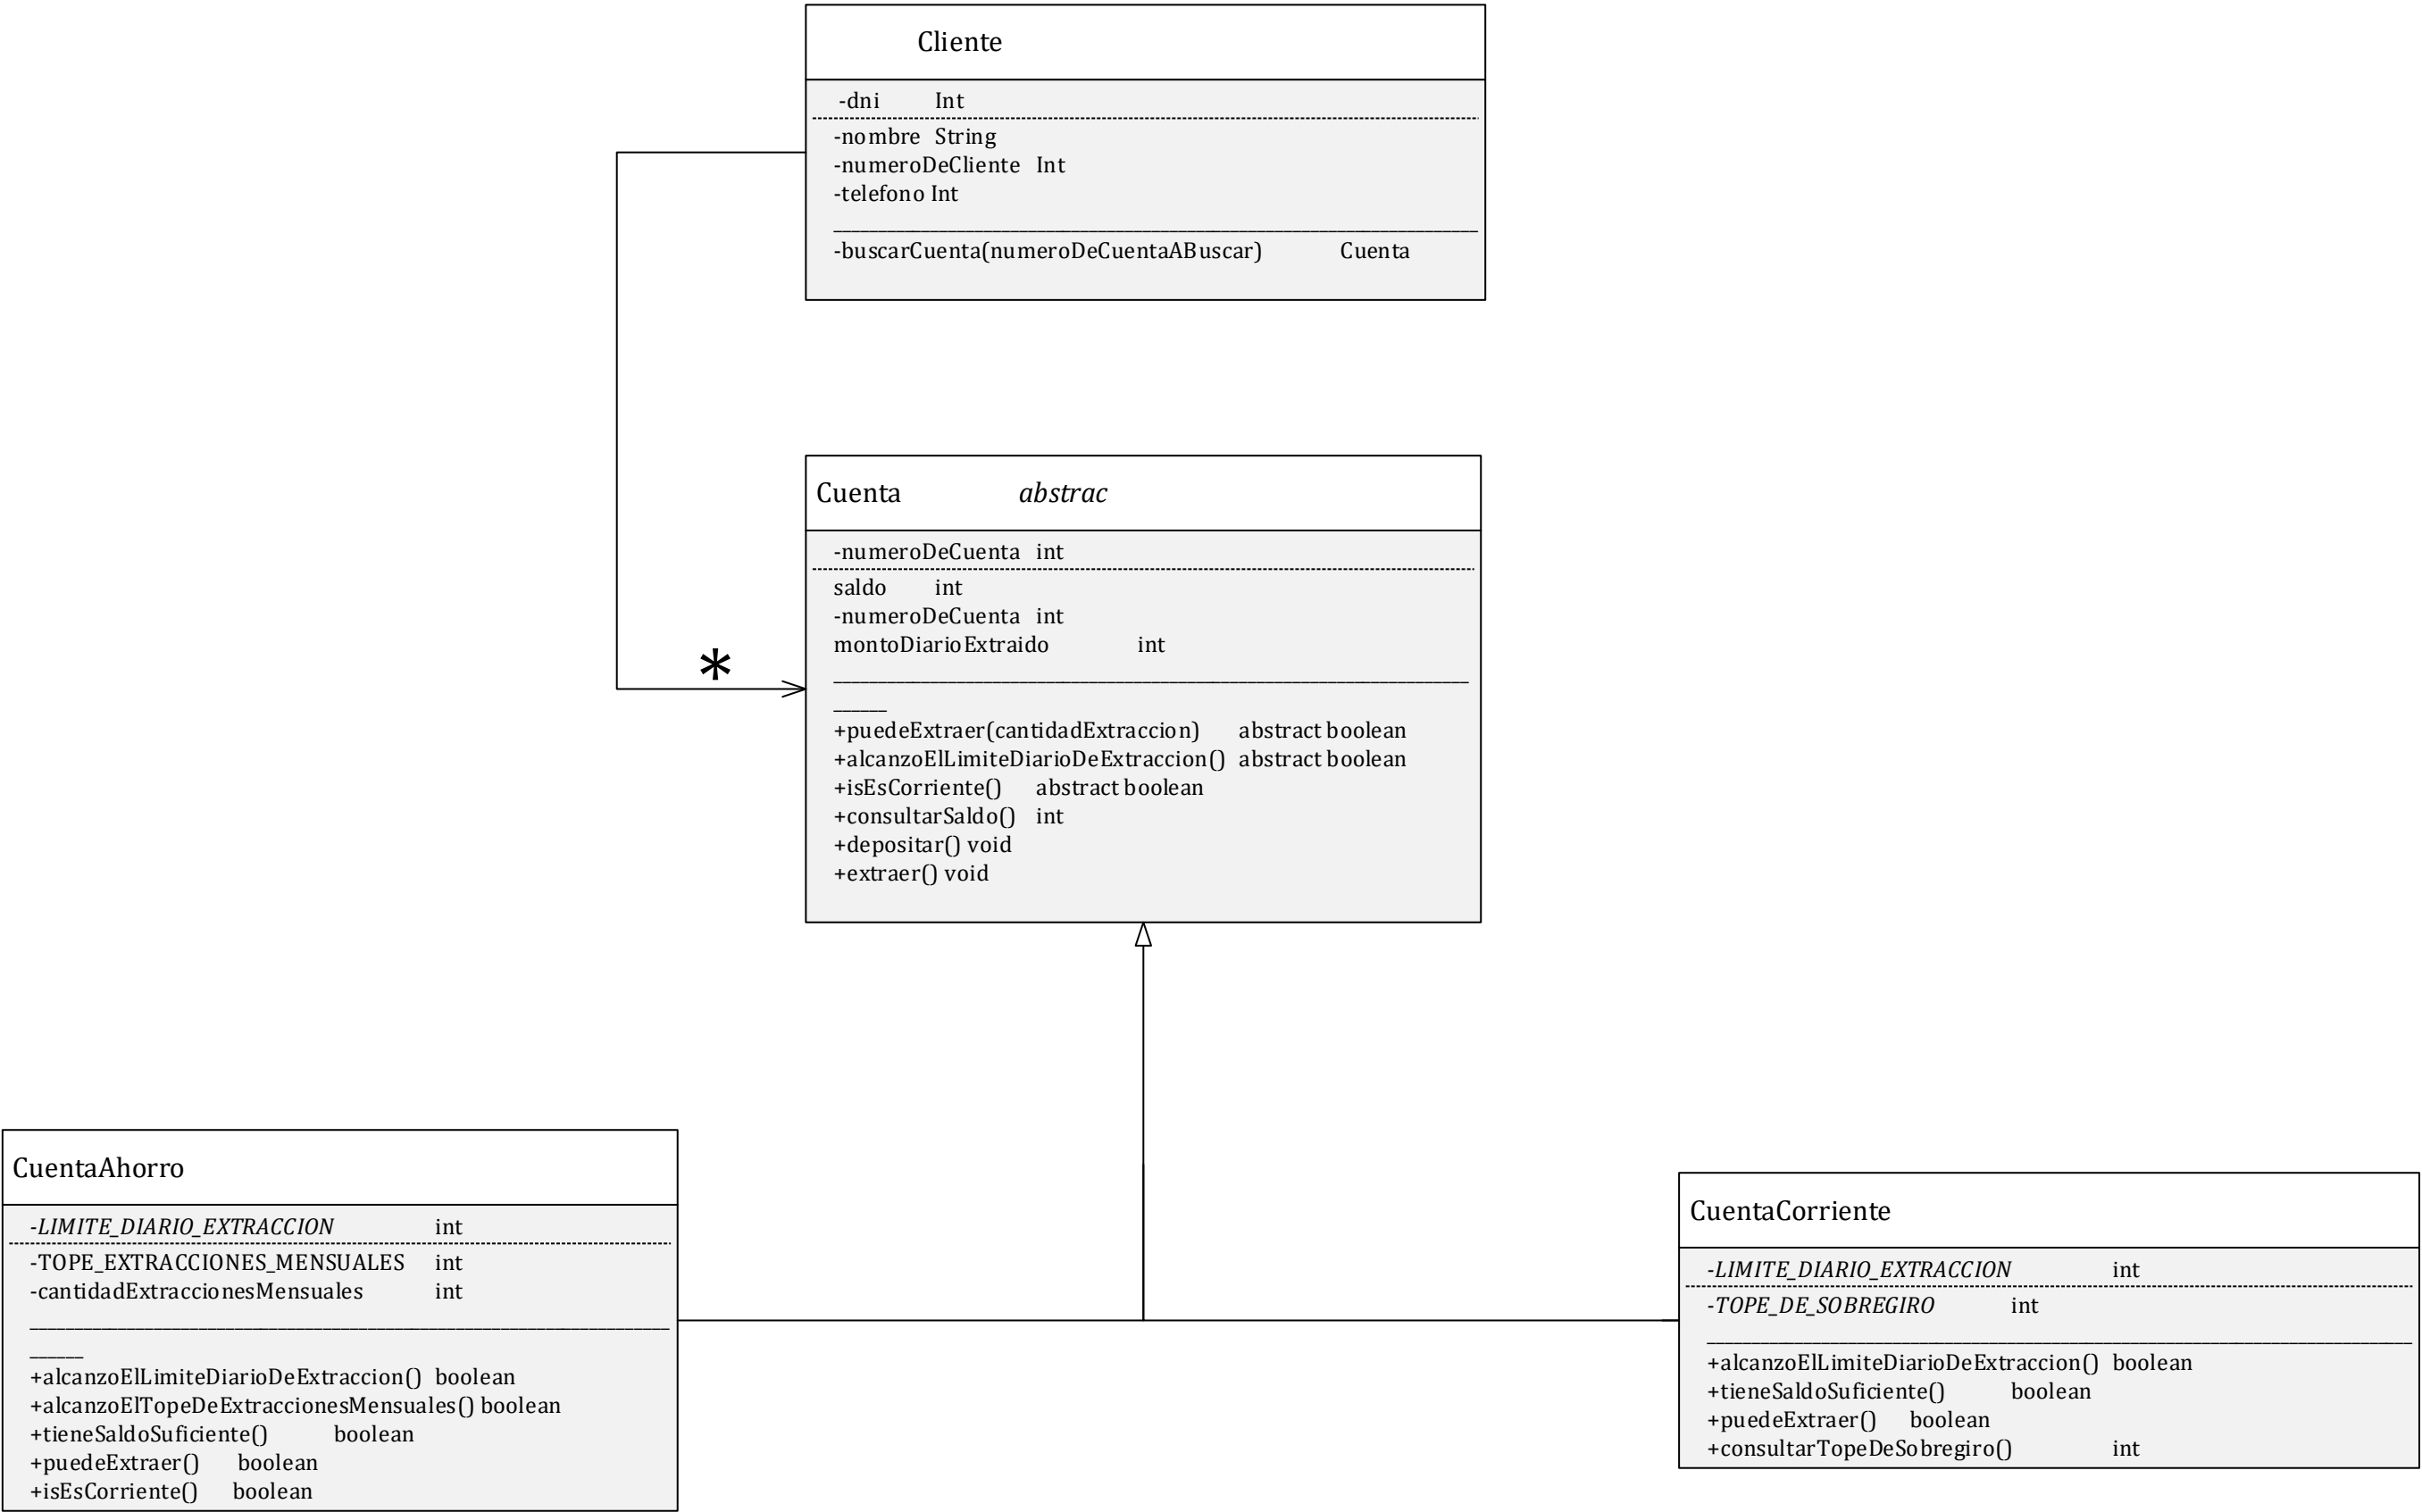 Cliente
-dni Int
-nombre String
-numeroDeCliente Int
-telefono Int
-buscarCuenta(numeroDeCuentaABuscar) Cuenta
Cuenta abstrac
-numeroDeCuenta int
saldo int
-numeroDeCuenta int
montoDiarioExtraido int
*
+puedeExtraer(cantidadExtraccion) abstract boolean
+alcanzoElLimiteDiarioDeExtraccion() abstract boolean
+isEsCorriente() abstract boolean
+consultarSaldo() int
+depositar() void
+extraer() void
CuentaAhorro
-LIMITE_DIARIO_EXTRACCION int
-TOPE_EXTRACCIONES_MENSUALES int
-cantidadExtraccionesMensuales int
+alcanzoElLimiteDiarioDeExtraccion() boolean
+alcanzoElTopeDeExtraccionesMensuales() boolean
+tieneSaldoSuficiente() boolean
+puedeExtraer() boolean
+isEsCorriente() boolean
CuentaCorriente
-LIMITE_DIARIO_EXTRACCION int
-TOPE_DE_SOBREGIRO int
+alcanzoElLimiteDiarioDeExtraccion() boolean
+tieneSaldoSuficiente() boolean
+puedeExtraer() boolean
+consultarTopeDeSobregiro() int